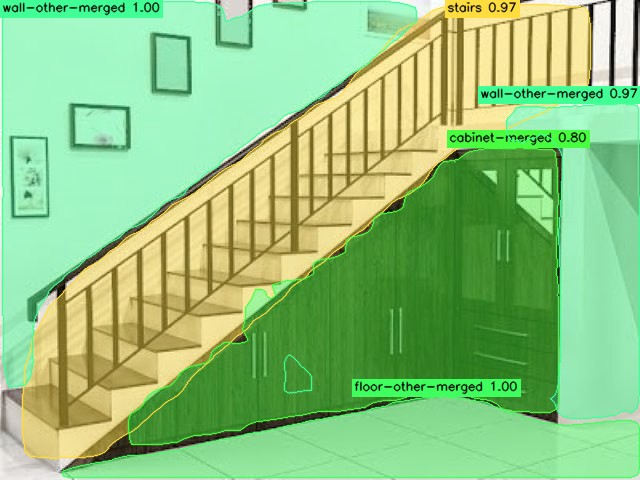 wall-other-merged 1.00
stairs 0.97
wall-other-merged 0.97
cabinet-merged 0.80
floor-other-merged 1.00